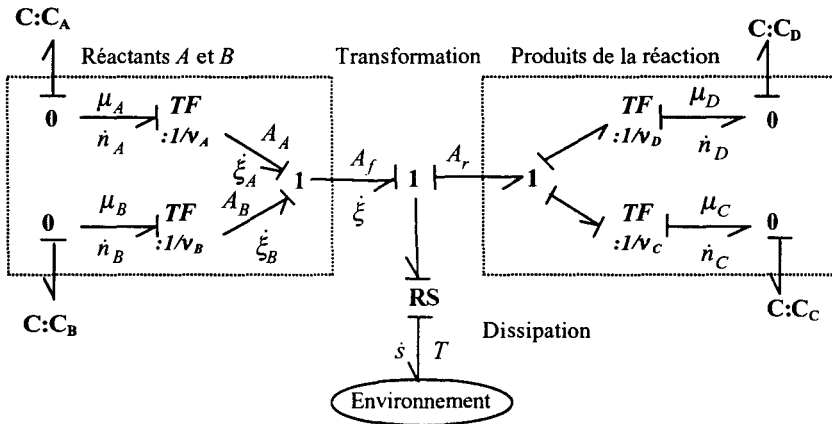 C:C_A
C:C_D
Réactants A et B
Transformation
Produits de la réaction
0
μ_A
ṅ_A
TF
:1/ν_A
A_A
ξ̇_A
0
μ_B
ṅ_B
TF
:1/ν_B
A_B
ξ̇_B
1
A_f
ξ̇
1
A_r
1
TF
:1/ν_D
μ_D
ṅ_D
0
TF
:1/ν_C
μ_C
ṅ_C
0
C:C_B
C:C_C
RS
Dissipation
ṡ T
Environnement